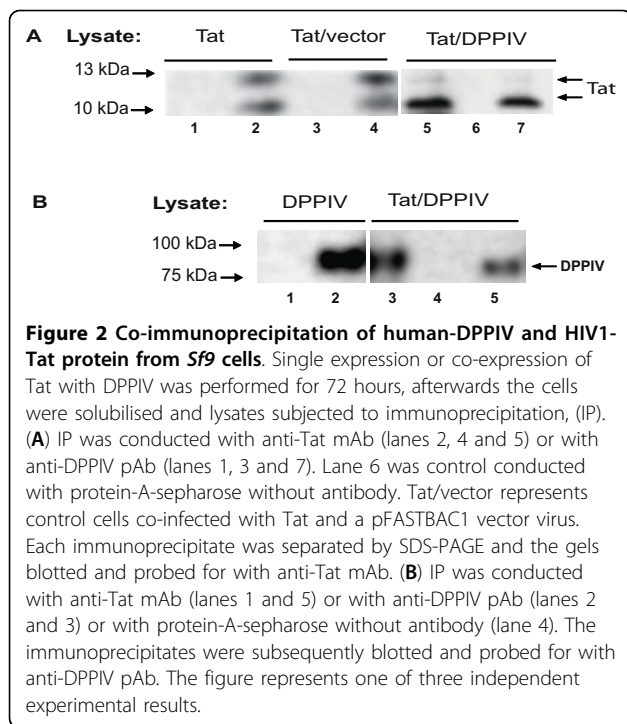 A Lysate: Tat Tat/vector Tat/DPPIV
13 kDa →
10 kDa →
← Tat
←
1 2 3 4 5 6 7
B Lysate: DPPIV Tat/DPPIV
100 kDa →
75 kDa →
← DPPIV
1 2 3 4 5
Figure 2 Co-immunoprecipitation of human-DPPIV and HIV1-
Tat protein from Sf9 cells. Single expression or co-expression of
Tat with DPPIV was performed for 72 hours, afterwards the cells
were solubilised and lysates subjected to immunoprecipitation, (IP).
(A) IP was conducted with anti-Tat mAb (lanes 2, 4 and 5) or with
anti-DPPIV pAb (lanes 1, 3 and 7). Lane 6 was control conducted
with protein-A-sepharose without antibody. Tat/vector represents
control cells co-infected with Tat and a pFASTBAC1 vector virus.
Each immunoprecipitate was separated by SDS-PAGE and the gels
blotted and probed for with anti-Tat mAb. (B) IP was conducted
with anti-Tat mAb (lanes 1 and 5) or with anti-DPPIV pAb (lanes 2
and 3) or with protein-A-sepharose without antibody (lane 4). The
immunoprecipitates were subsequently blotted and probed for with
anti-DPPIV pAb. The figure represents one of three independent
experimental results.